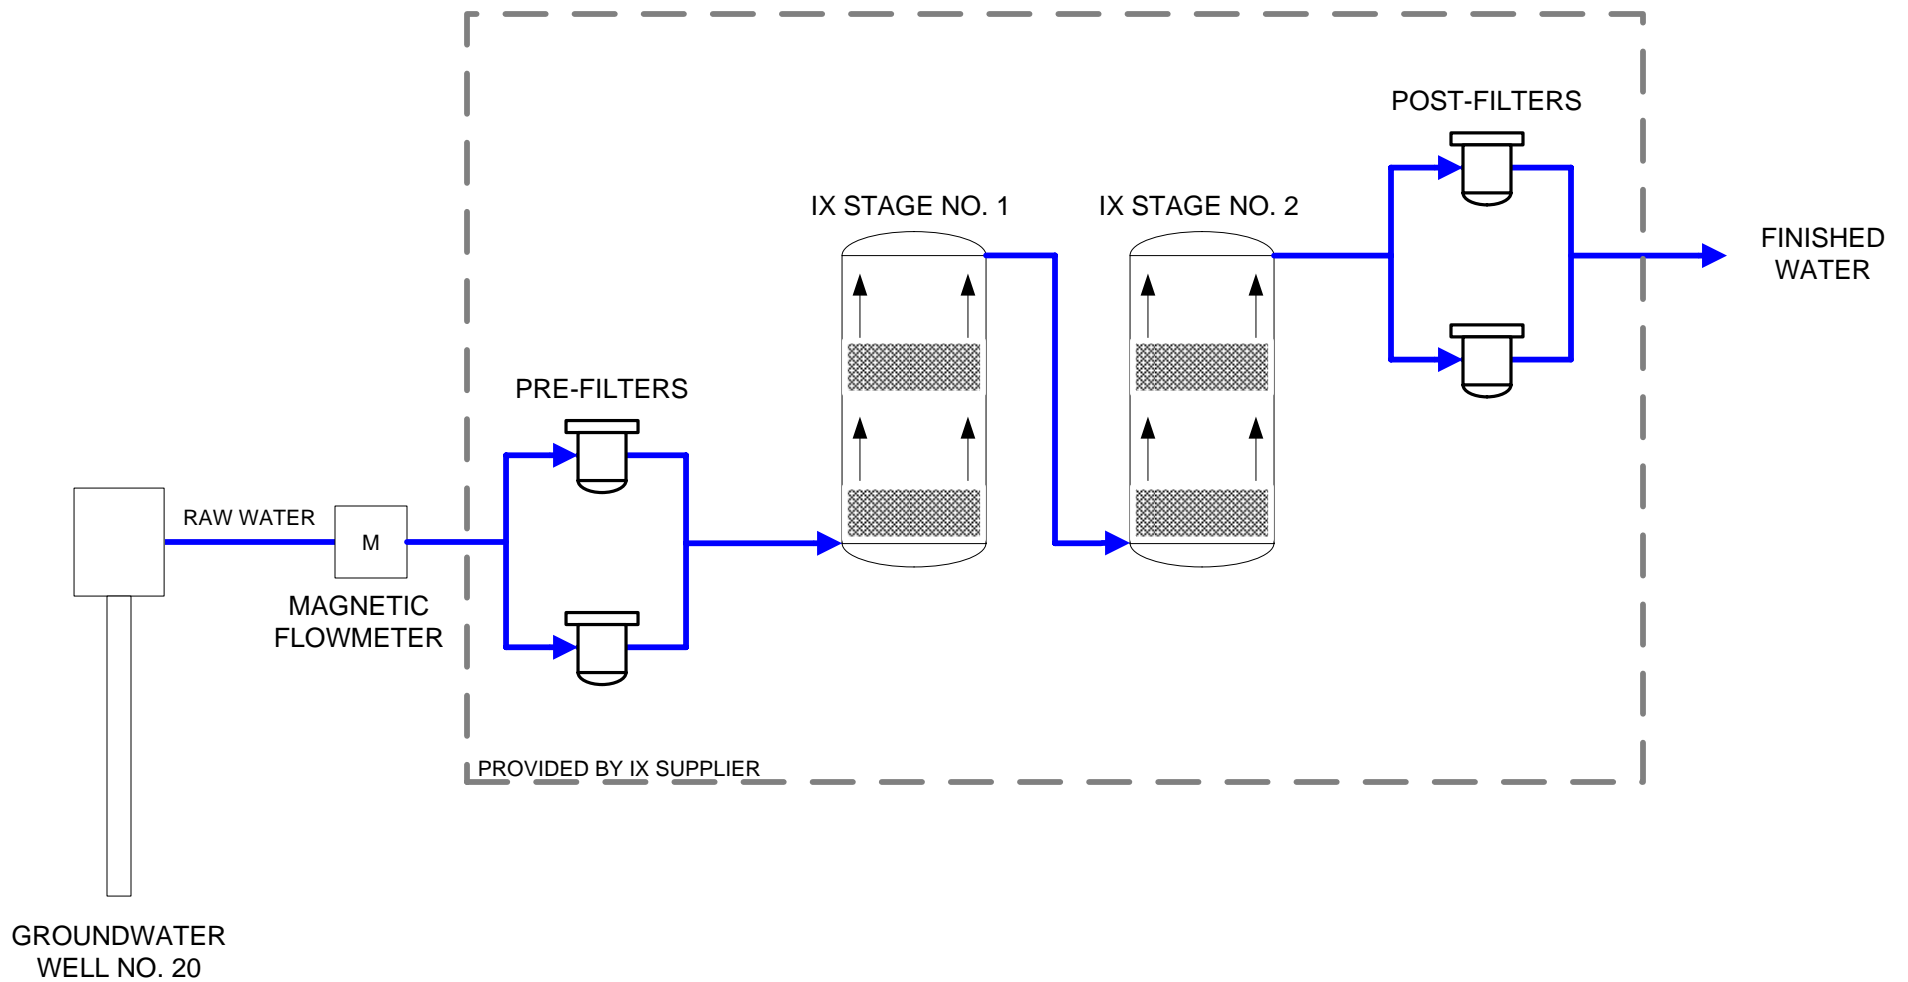 POST-FILTERS
IX STAGE NO. 1
IX STAGE NO. 2
FINISHED
WATER
PRE-FILTERS
RAW WATER
M
MAGNETIC
FLOWMETER
PROVIDED BY IX SUPPLIER
GROUNDWATER
WELL NO. 20